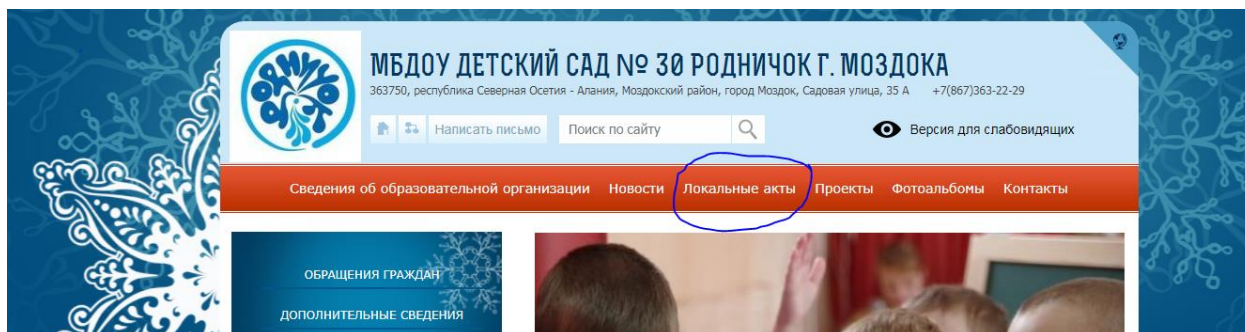 РОДНИЧОК
МБДОУ ДЕТСКИЙ САД № 30 РОДНИЧОК Г. МОЗДОКА
363750, республика Северная Осетия - Алания, Моздокский район, город Моздок, Садовая улица, 35 А +7(867)363-22-29
Написать письмо Поиск по сайту Версия для слабовидящих
Сведения об образовательной организации Новости Локальные акты Проекты Фотоальбомы Контакты
ОБРАЩЕНИЯ ГРАЖДАН
ДОПОЛНИТЕЛЬНЫЕ СВЕДЕНИЯ